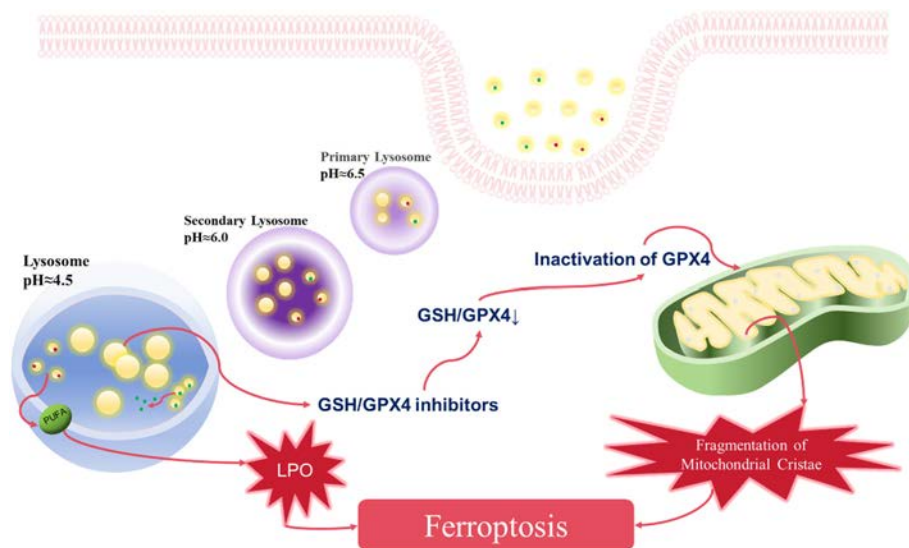 Primary Lysosome
pH≈6.5
Secondary Lysosome
pH≈6.0
Lysosome
pH≈4.5
Inactivation of GPX4
GSH/GPX4↓
GSH/GPX4 inhibitors
PUFA
LPO
Fragmentation of
Mitochondrial Cristae
Ferroptosis